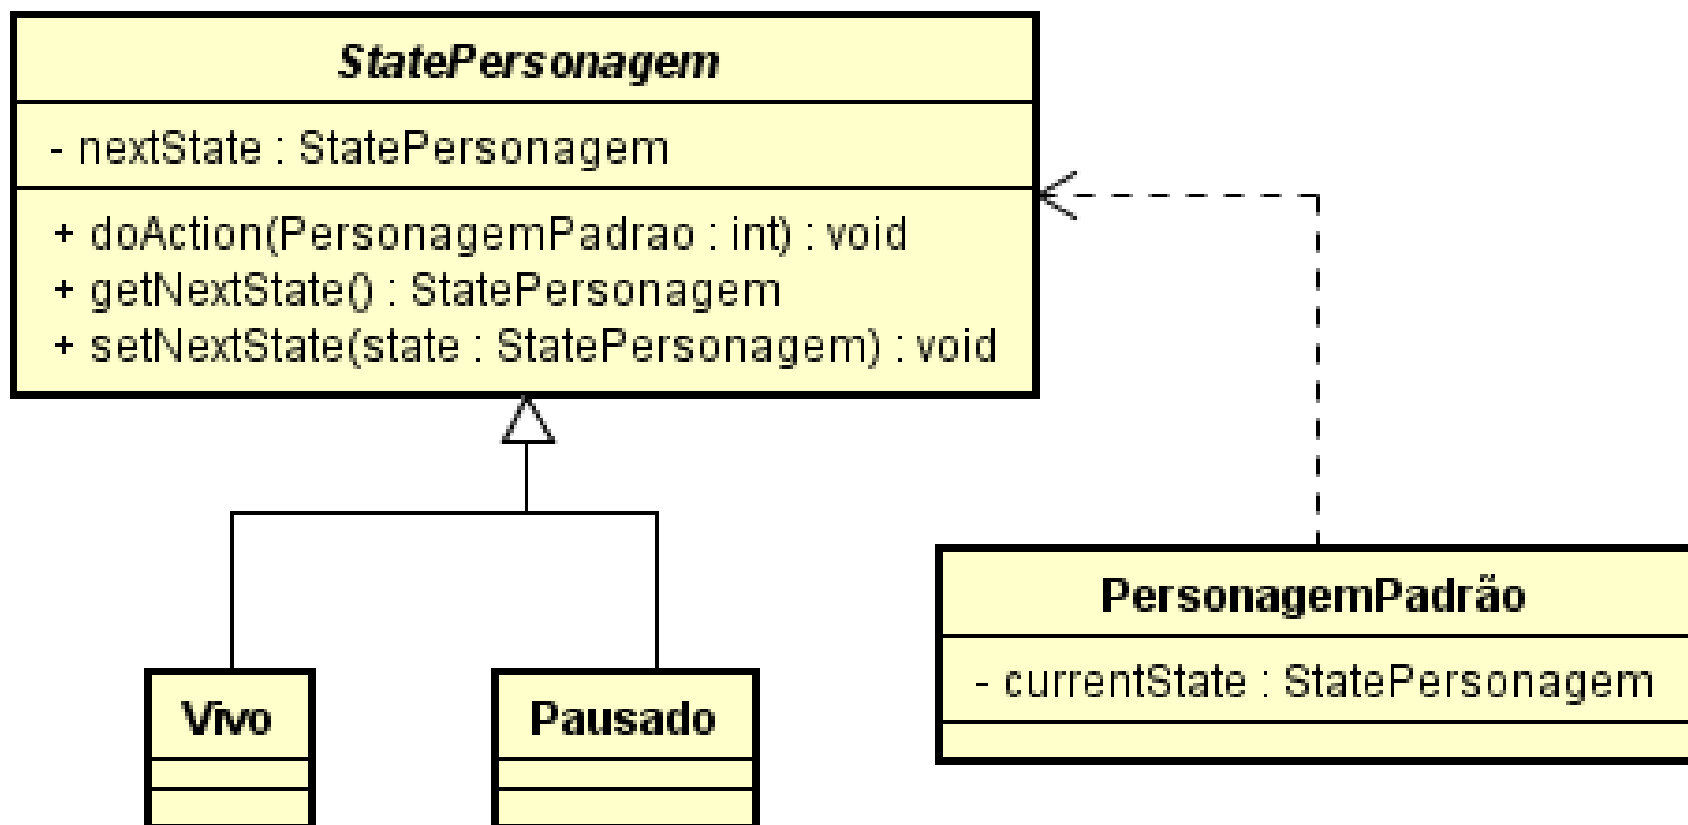 StatePersonagem
- nextState : StatePersonagem
+ doAction(PersonagemPadrao : int) : void
+ getNextState() : StatePersonagem
+ setNextState(state : StatePersonagem) : void
Vivo
Pausado
PersonagemPadrão
- currentState : StatePersonagem